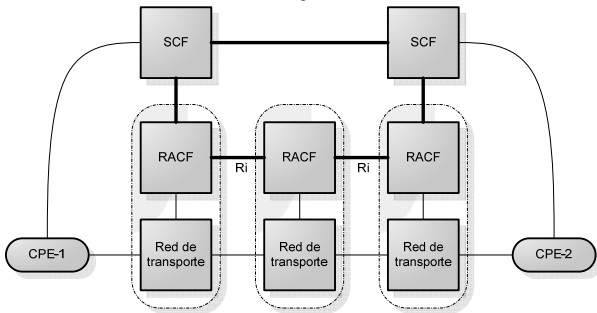 SCF
SCF
RACF
Ri
RACF
Ri
RACF
CPE-1
Red de
transporte
Red de
transporte
Red de
transporte
CPE-2